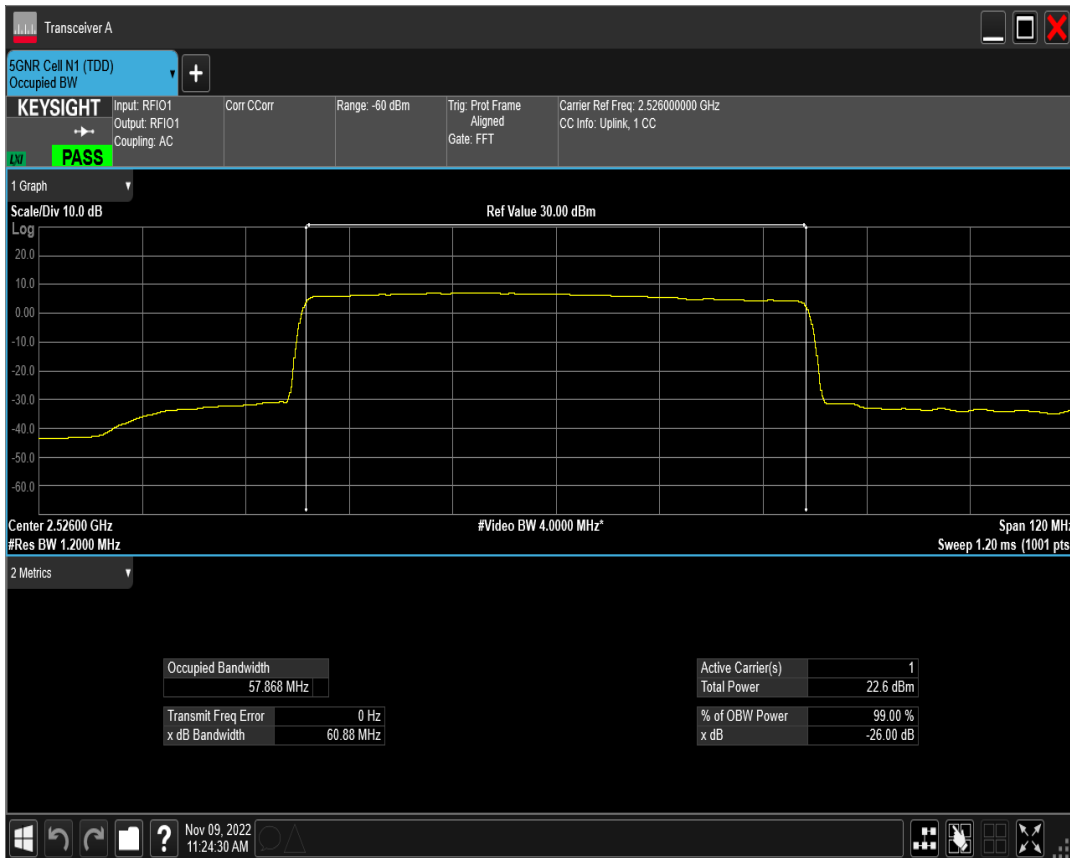 Transceiver A
5GNR Cell N1 (TDD)
Occupied BW
+
KEYSIGHT
LXI
PASS
Input: RFIO1
Output: RFIO1
Coupling: AC
Corr CCorr
Range: -60 dBm
Trig: Prot Frame
Aligned
Gate: FFT
Carrier Ref Freq: 2.526000000 GHz
CC Info: Uplink, 1 CC
1 Graph
Scale/Div 10.0 dB
Ref Value 30.00 dBm
Log
20.0
10.0
0.00
-10.0
-20.0
-30.0
-40.0
-50.0
-60.0
Center 2.52600 GHz
#Video BW 4.0000 MHz*
Span 120 MHz
#Res BW 1.2000 MHz
Sweep 1.20 ms (1001 pts
2 Metrics
Occupied Bandwidth
57.868 MHz
Transmit Freq Error 0 Hz
x dB Bandwidth 60.88 MHz
Active Carrier(s) 1
Total Power 22.6 dBm
% of OBW Power 99.00 %
x dB -26.00 dB
?
Nov 09, 2022
11:24:30 AM